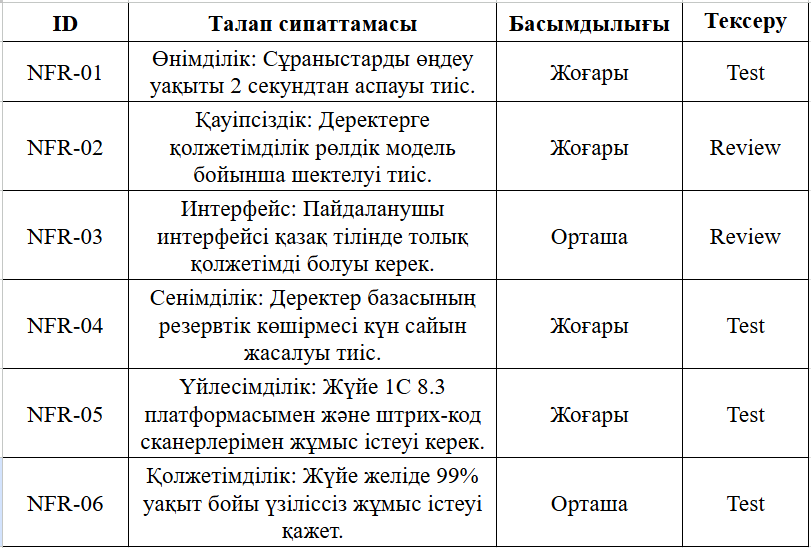 ID Талап сипаттамасы Басымдылығы Тексеру
NFR-01 Өнімділік: Сұраныстарды өңдеу уақыты 2 секундтан аспауы тиіс. Жоғары Test
NFR-02 Қауіпсіздік: Деректерге қолжетімділік рөлдік модель бойынша шектелуі тиіс. Жоғары Review
NFR-03 Интерфейс: Пайдаланушы интерфейсі қазақ тілінде толық қолжетімді болуы керек. Орташа Review
NFR-04 Сенімділік: Деректер базасының резервтік көшірмесі күн сайын жасалуы тиіс. Жоғары Test
NFR-05 Үйлесімділік: Жүйе 1С 8.3 платформасымен және штрих-код сканерлерімен жұмыс істеуі керек. Жоғары Test
NFR-06 Қолжетімділік: Жүйе желіде 99% уақыт бойы үзіліссіз жұмыс істеуі қажет. Орташа Test